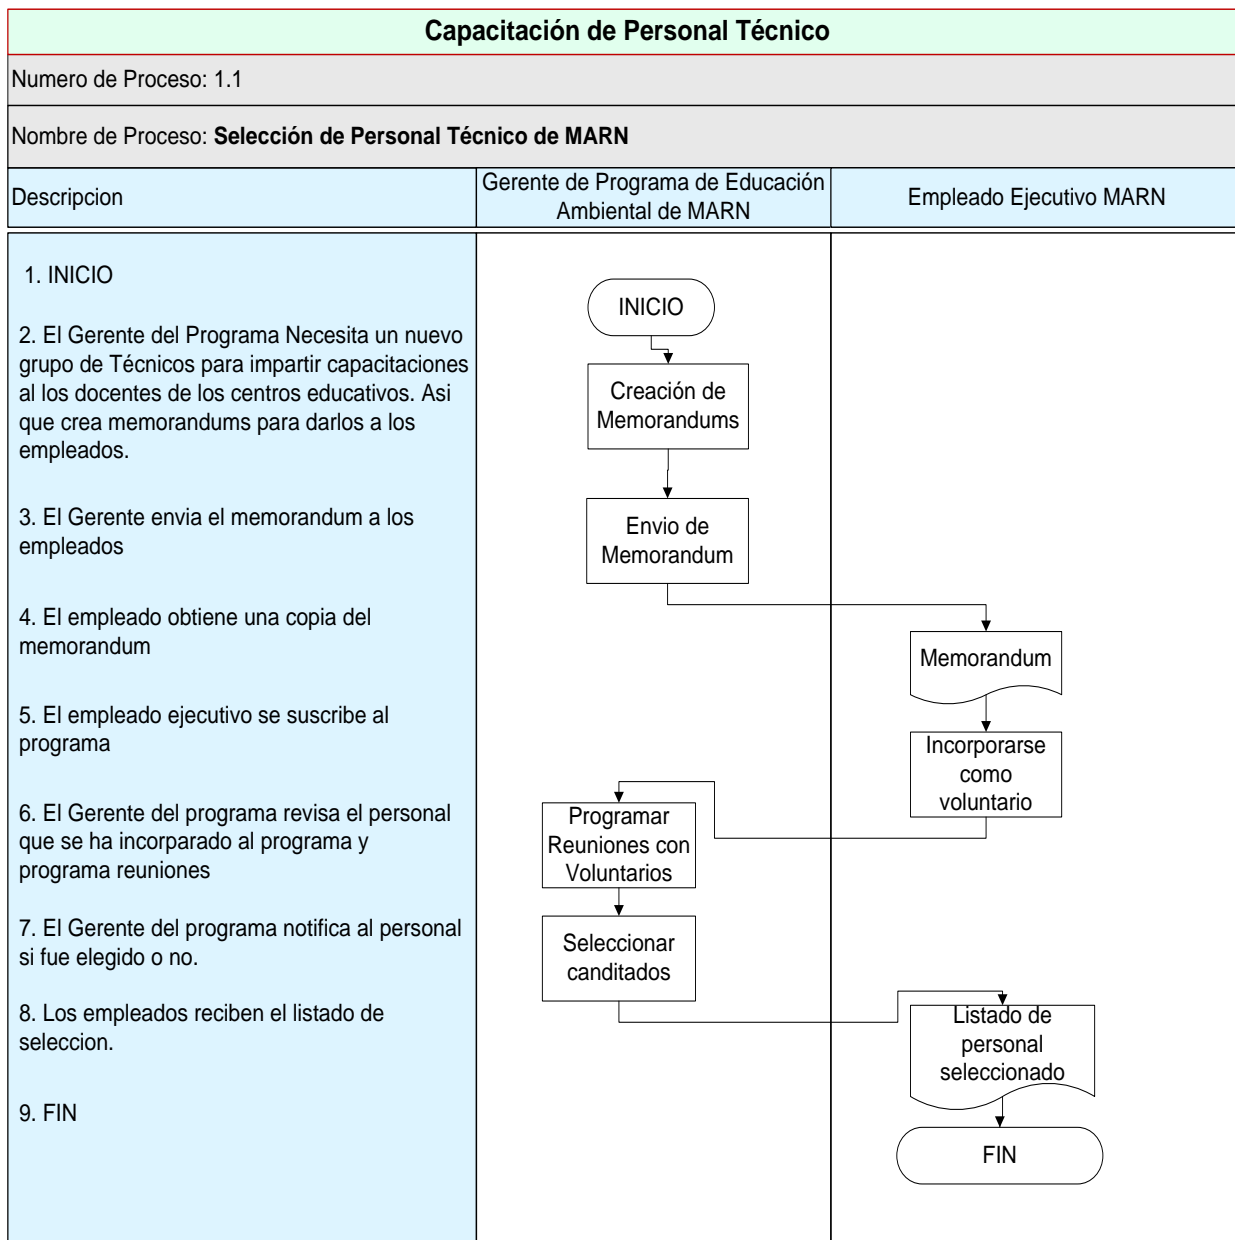 Capacitación de Personal Técnico
Numero de Proceso: 1.1
Nombre de Proceso: Selección de Personal Técnico de MARN
Descripcion
Gerente de Programa de Educación
Ambiental de MARN
Empleado Ejecutivo MARN
1. INICIO
2. El Gerente del Programa Necesita un nuevo
grupo de Técnicos para impartir capacitaciones
al los docentes de los centros educativos. Asi
que crea memorandums para darlos a los
empleados.
3. El Gerente envia el memorandum a los
empleados
4. El empleado obtiene una copia del
memorandum
5. El empleado ejecutivo se suscribe al
programa
6. El Gerente del programa revisa el personal
que se ha incorparado al programa y
programa reuniones
7. El Gerente del programa notifica al personal
si fue elegido o no.
8. Los empleados reciben el listado de
seleccion.
9. FIN
INICIO
Creación de
Memorandums
Envio de
Memorandum
Memorandum
Incorporarse
como
voluntario
Programar
Reuniones con
Voluntarios
Seleccionar
canditados
Listado de
personal
seleccionado
FIN